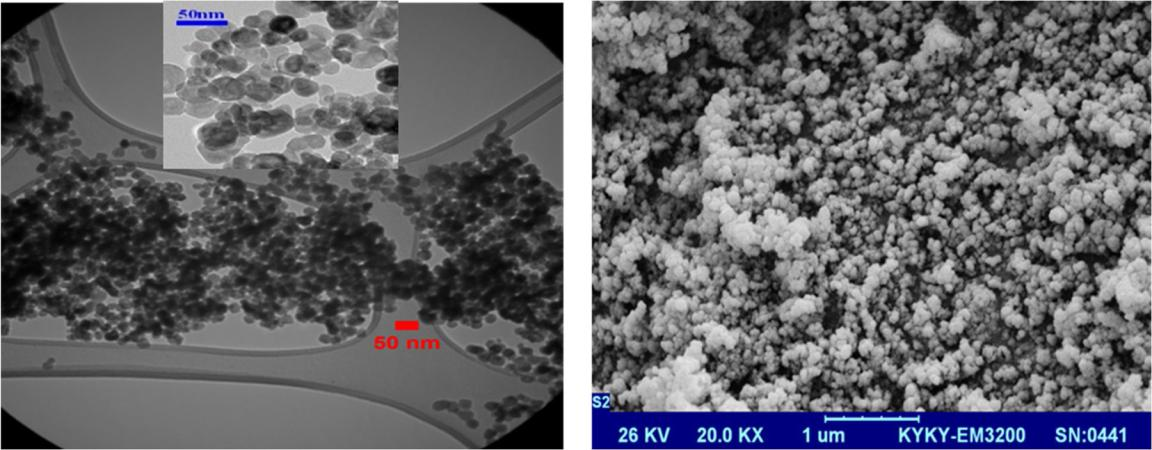 50nm
50 nm
S2
26 KV 20.0 KX 1 um KYKY-EM3200 SN:0441